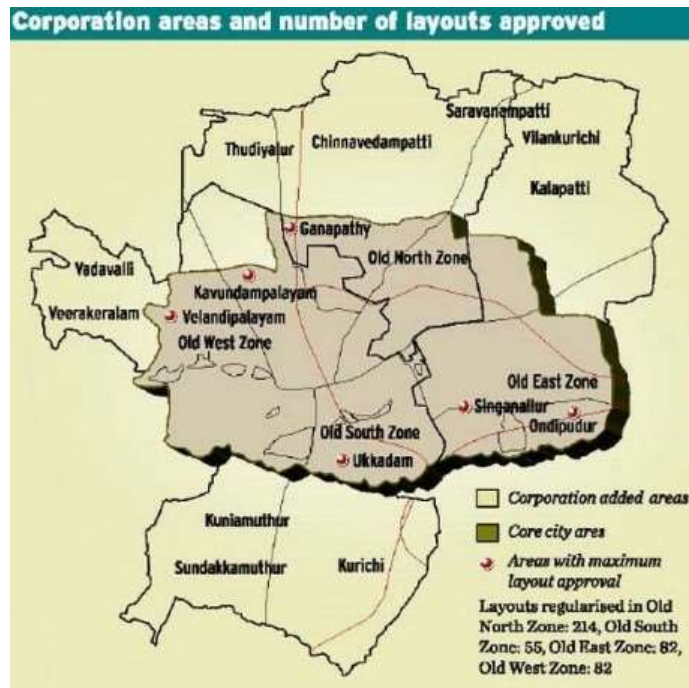 Corporation areas and number of layouts approved
Saravanampatti
Thudiyalur
Chinnavedampatti
Vilankurichi
Kalapatti
Ganapathy
Old North Zone
Vadavalli
Kavundampalayam
Veerakeralam
Velandipalayam
Old West Zone
Old East Zone
Singanallur
Ondipudur
Old South Zone
Ukkadam
Corporation added areas
Core city area
Kuniamuthur
Sundakkamuthur
Kurichi
Areas with maximum
layout approval
Layouts regularised in Old
North Zone: 214, Old South
Zone: 55, Old East Zone: 82,
Old West Zone: 82